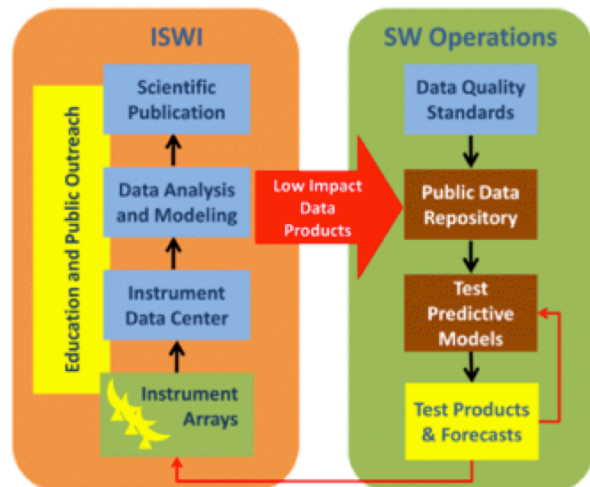 ISWI
Scientific
Publication
Data Analysis
and Modeling
Instrument
Data Center
Instrument
Arrays
Education and Public Outreach
Low Impact
Data
Products
SW Operations
Data Quality
Standards
Public Data
Repository
Test
Predictive
Models
Test Products
& Forecasts